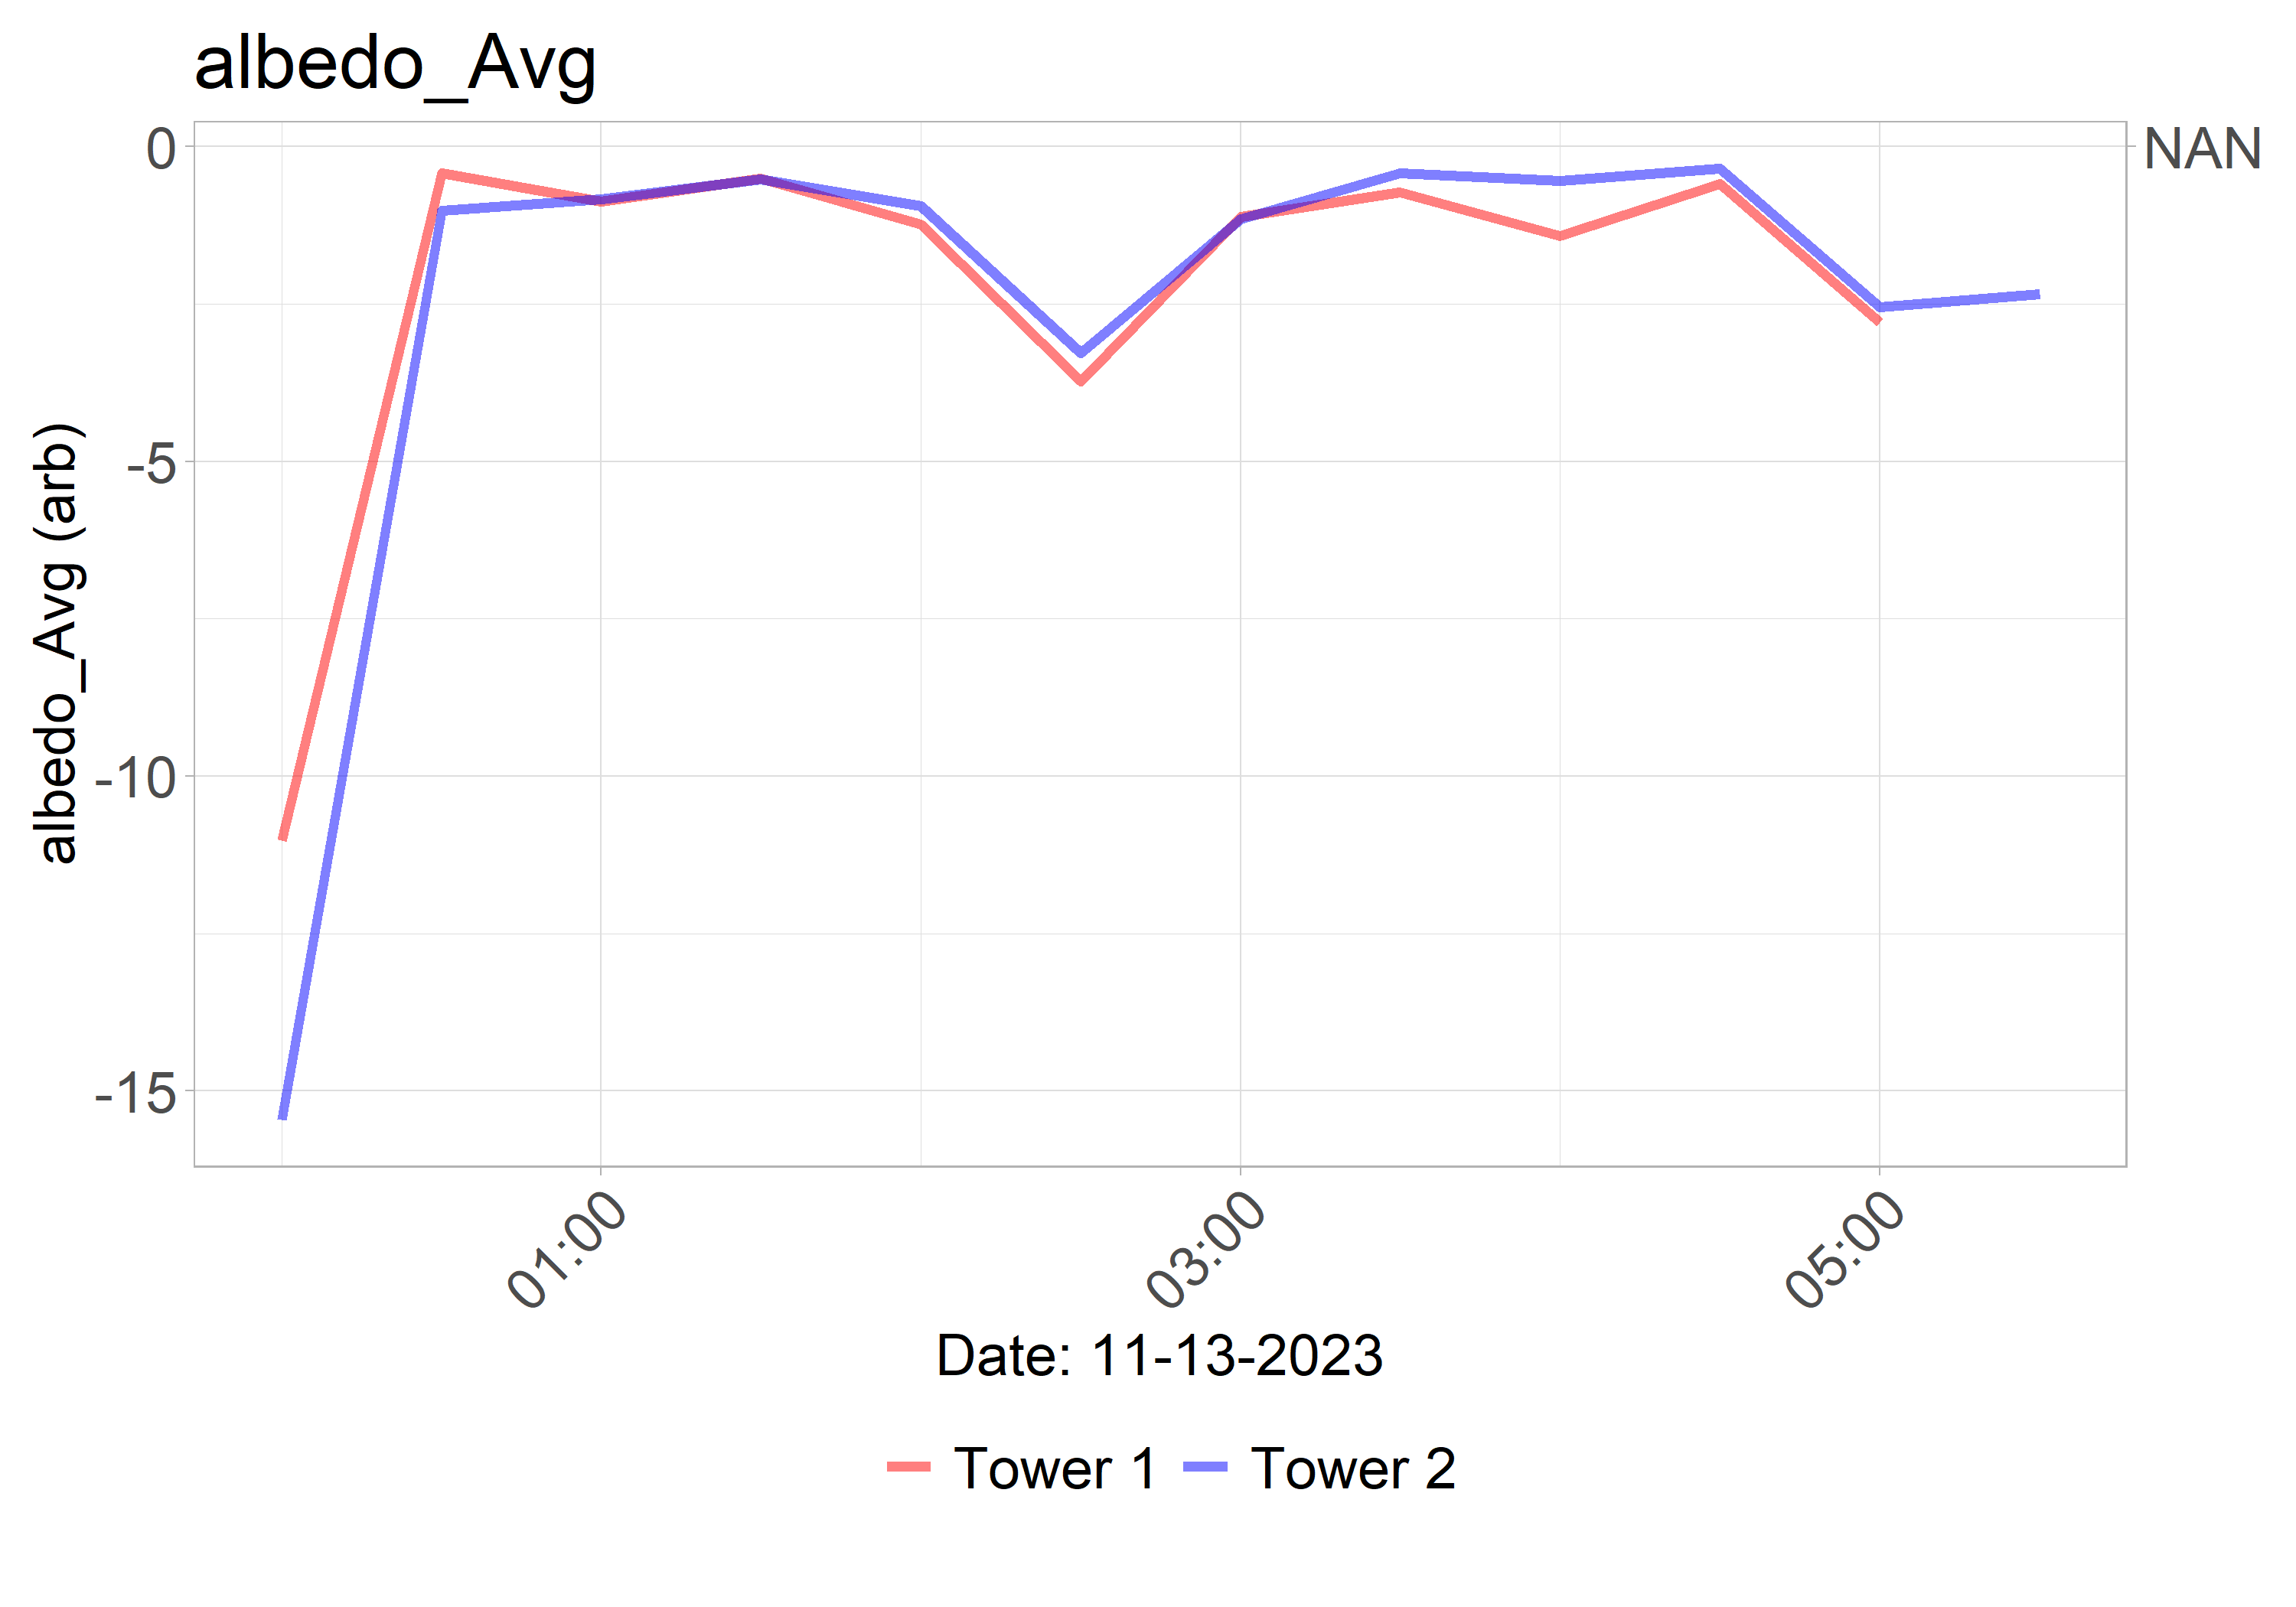 albedo_Avg
0
NAN
-5
-10
-15
albedo_Avg (arb)
01:00
03:00
05:00
Date: 11-13-2023
Tower 1
Tower 2